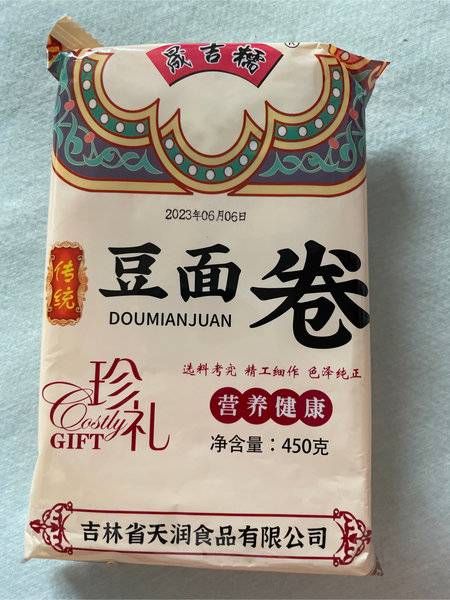 晟吉糯
®
2023年06月06日
传统
豆面卷
DOUMIANJUAN
选料考究 精工细作 色泽纯正
珍礼
Costly
GIFT
营养健康
净含量：450克
吉林省天润食品有限公司